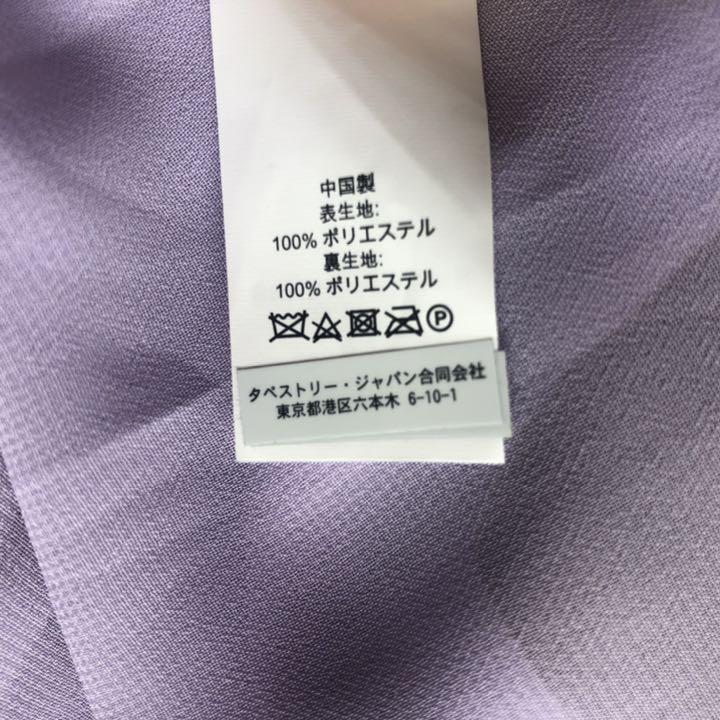 中国製
表生地:
100% ポリエステル
裏生地:
100% ポリエステル
P
タペストリー・ジャパン合同会社
東京都港区六本木 6-10-1